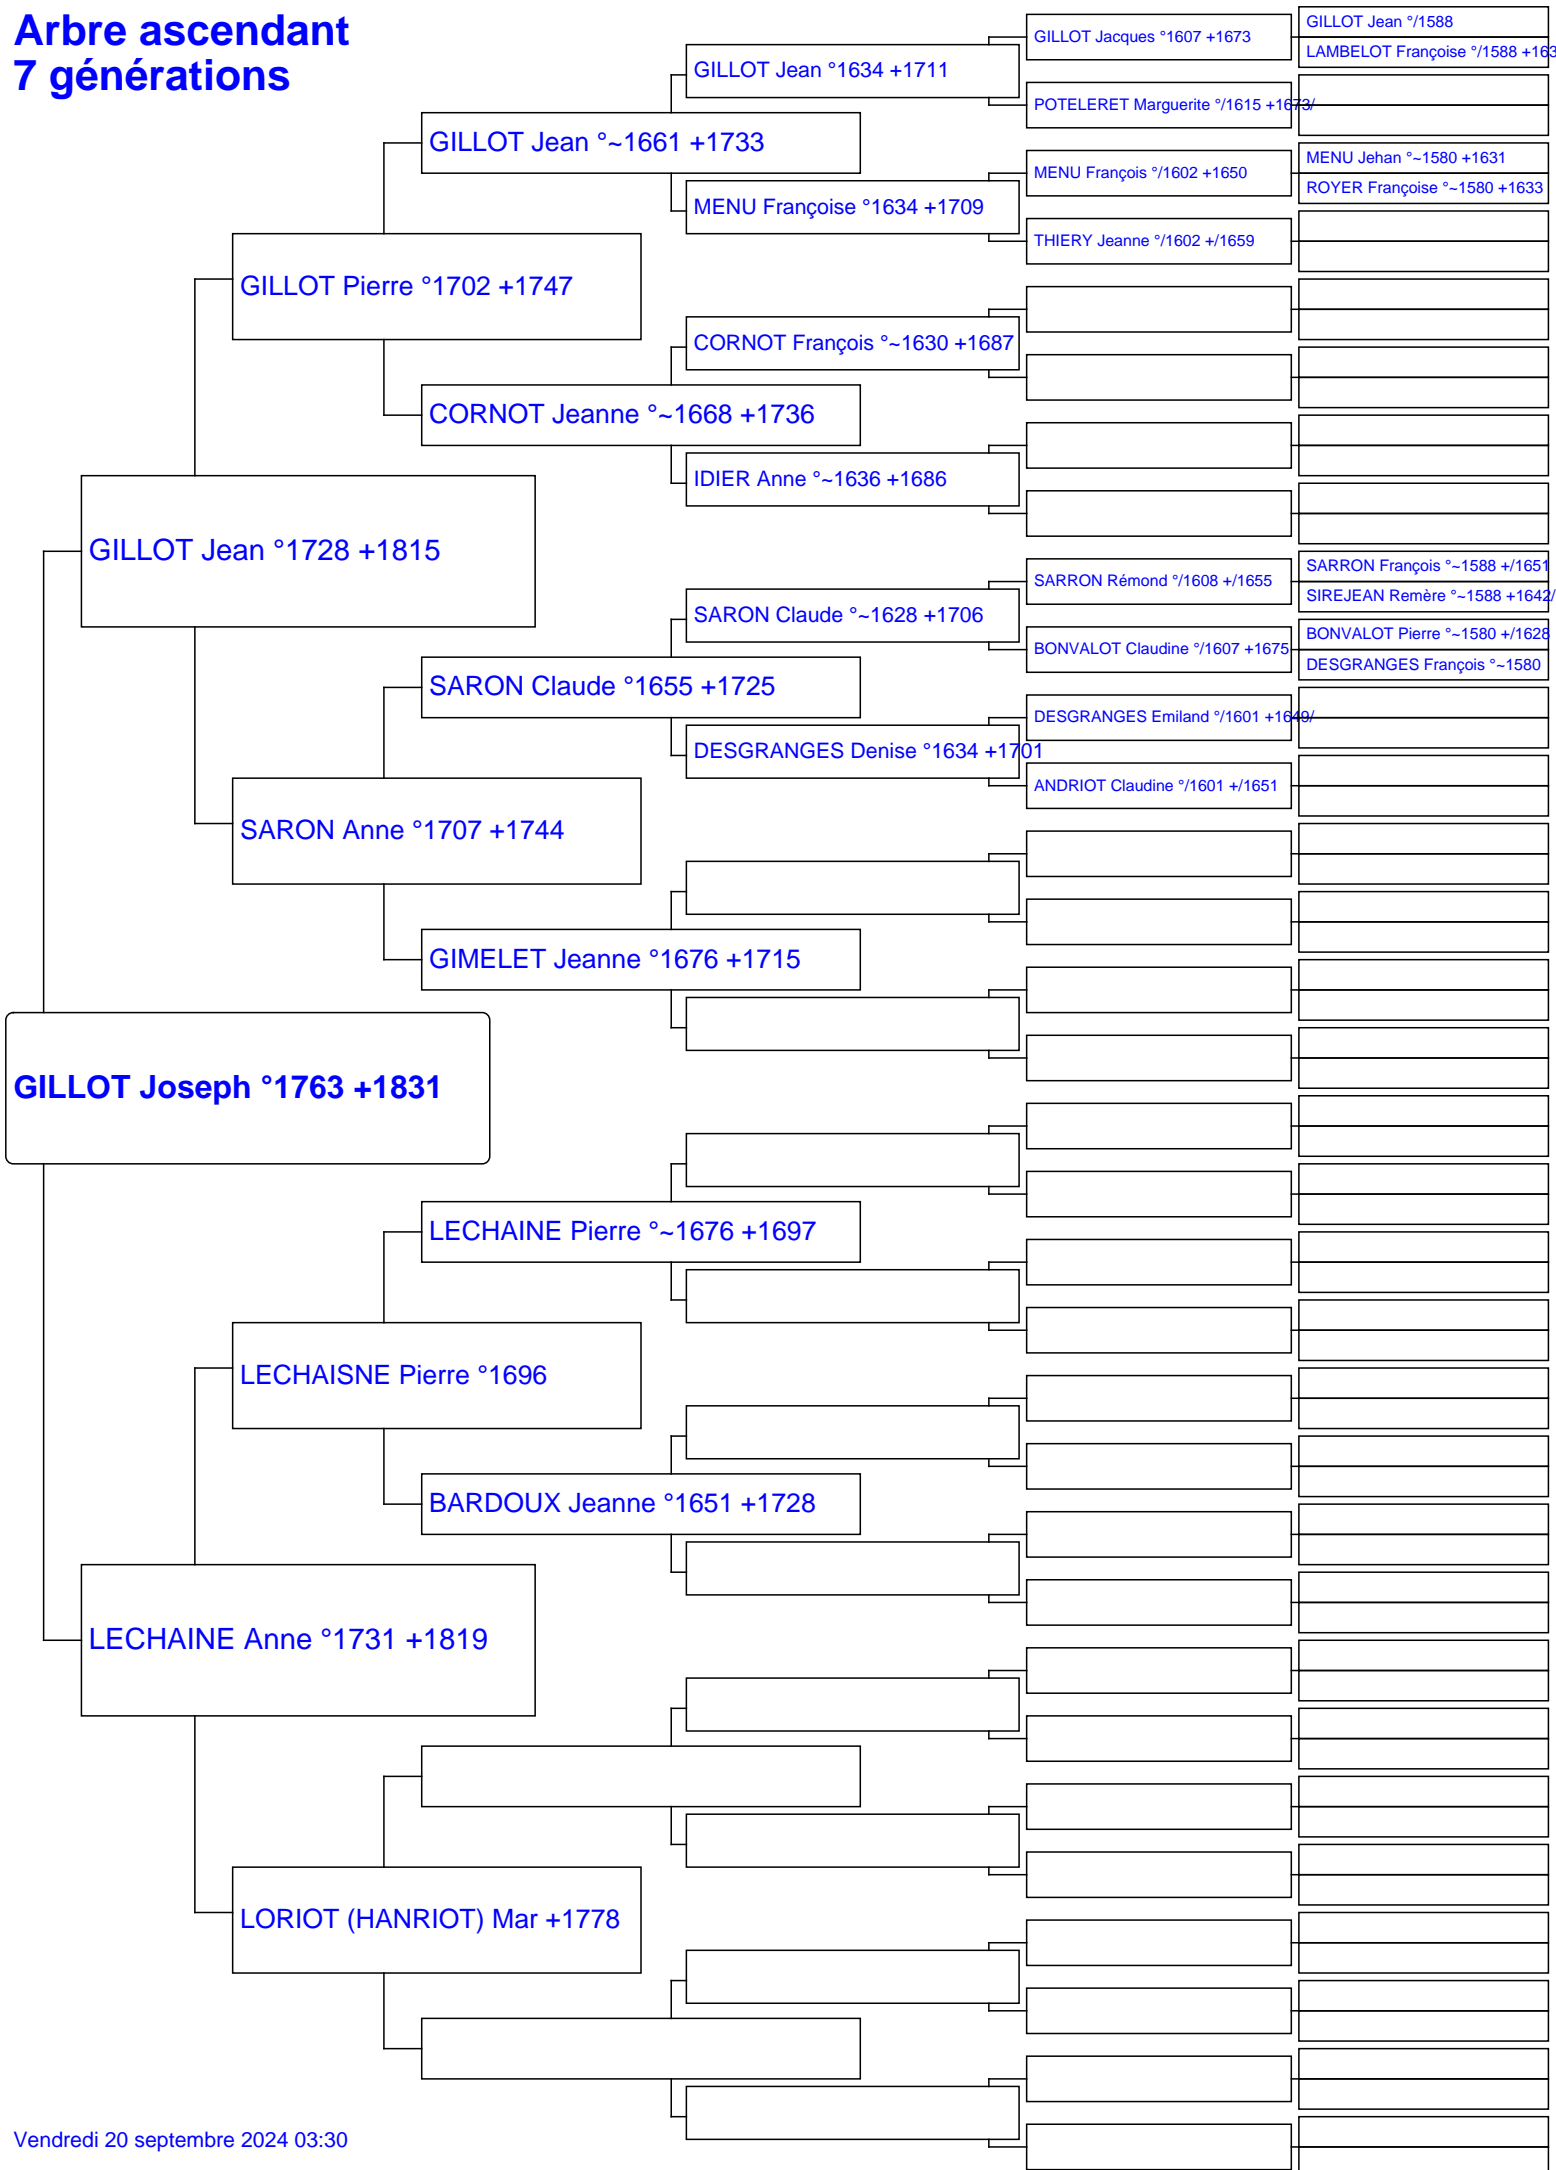 Arbre ascendant
7 générations
GILLOT Joseph °1763 +1831
GILLOT Jean °1728 +1815
LECHAINE Anne °1731 +1819
GILLOT Pierre °1702 +1747
SARON Anne °1707 +1744
LECHAISNE Pierre °1696
LORIOT (HANRIOT) Mar +1778
GILLOT Jean °~1661 +1733
CORNOT Jeanne °~1668 +1736
SARON Claude °1655 +1725
GIMELET Jeanne °1676 +1715
LECHAINE Pierre °~1676 +1697
BARDOUX Jeanne °1651 +1728
GILLOT Jean °1634 +1711
MENU Françoise °1634 +1709
CORNOT François °~1630 +1687
IDIER Anne °~1636 +1686
SARON Claude °~1628 +1706
DESGRANGES Denise °1634 +1701
GILLOT Jacques °1607 +1673
POTELERET Marguerite °/1615 +1673/
MENU François °/1602 +1650
THIERY Jeanne °/1602 +/1659
SARRON Rémond °/1608 +/1655
BONVALOT Claudine °/1607 +1675
DESGRANGES Emiland °/1601 +1649/
ANDRIOT Claudine °/1601 +/1651
GILLOT Jean °/1588
LAMBELOT Françoise °/1588 +163
MENU Jehan °~1580 +1631
ROYER Françoise °~1580 +1633
SARRON François °~1588 +/1651
SIREJEAN Remère °~1588 +1642/
BONVALOT Pierre °~1580 +/1628
DESGRANGES François °~1580
Vendredi 20 septembre 2024 03:30